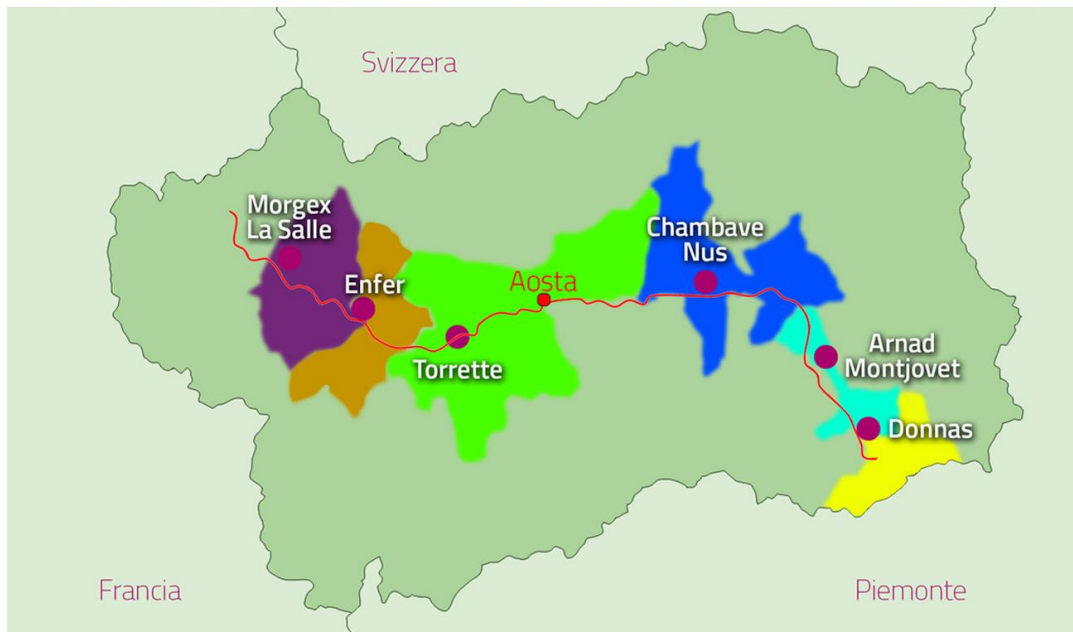 Svizzera
Morgex
La Salle
Enfer
Aosta
Torrette
Chambave
Nus
Arnad
Montjovet
Donnas
Francia
Piemonte